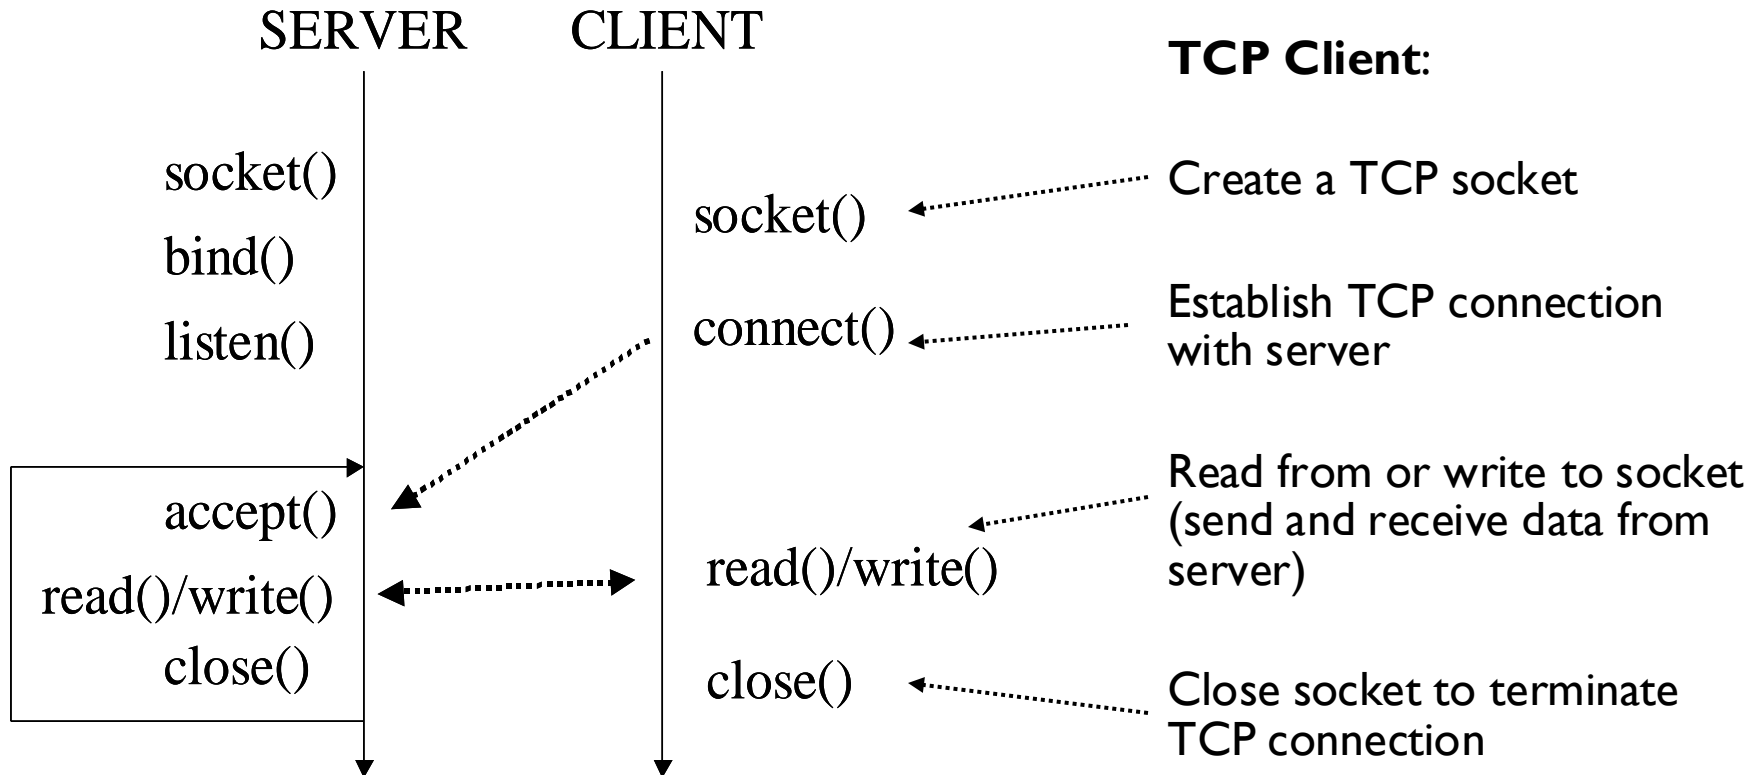 SERVER
CLIENT
TCP Client:
socket()
bind()
listen()
accept()
read()/write()
close()
socket()
connect()
read()/write()
close()
Create a TCP socket
Establish TCP connection
with server
Read from or write to socket
(send and receive data from
server)
Close socket to terminate
TCP connection